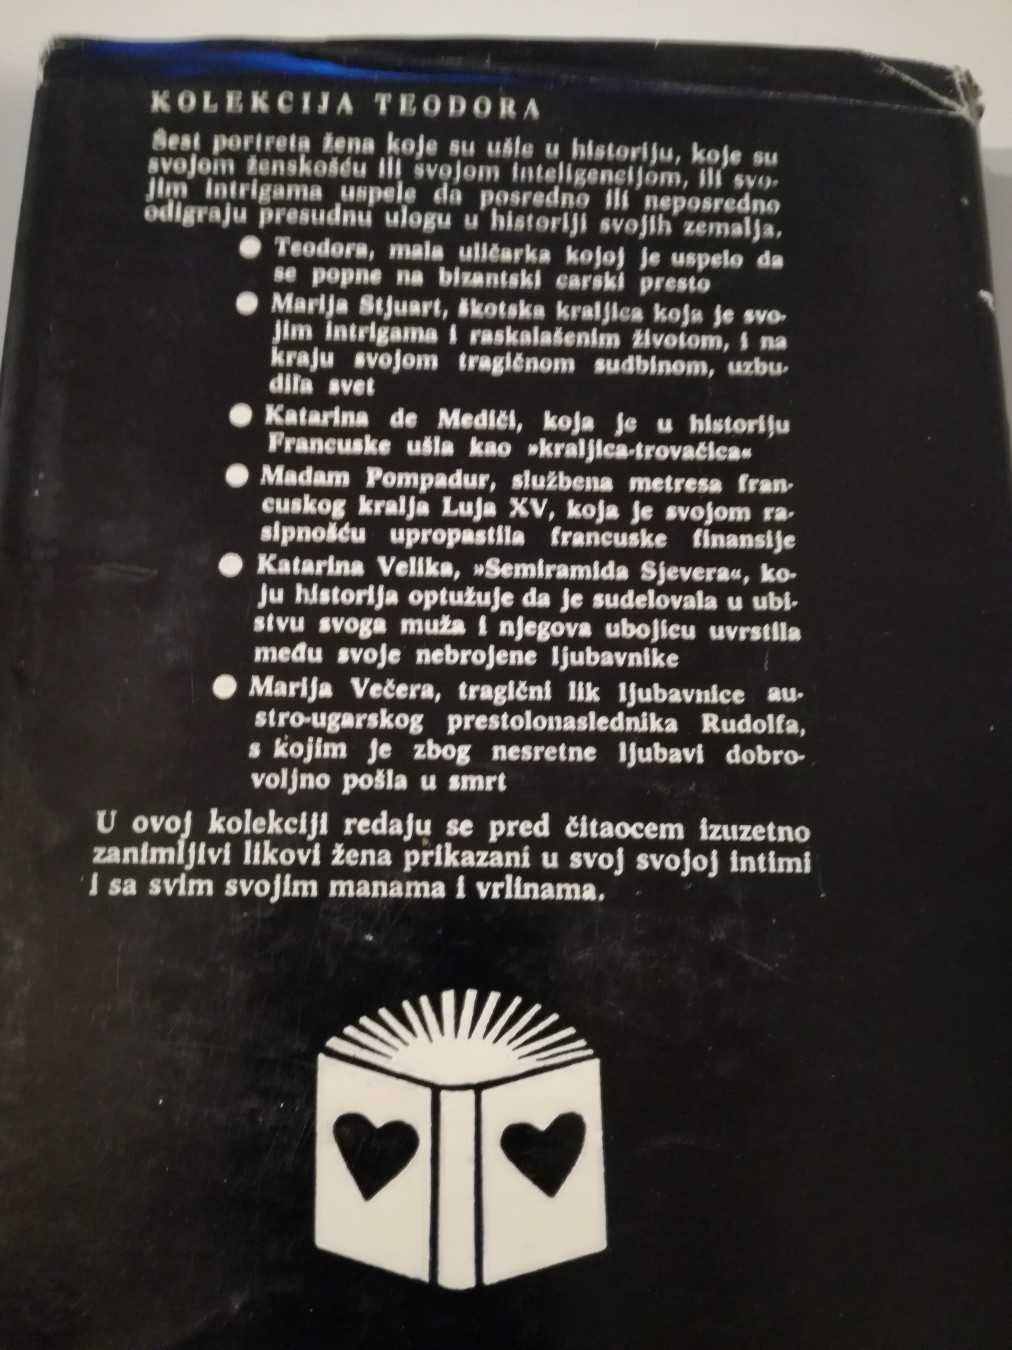 KOLEKCIJA TEODORA
Šest portreta žena koje su ušle u historiju, koje su
svojom ženskošću ili svojom inteligencijom, ili svo-
jim intrigama uspele da posredno ili neposredno
odigraju presudnu ulogu u historiji svojih zemalja.
● Teodora, mala uličarka kojoj je uspelo da
se popne na bizantski carski presto
● Marija Stjuart, škotska kraljica koja je svo-
jim intrigama i raskalašenim životom, i na
kraju svojom tragičnom sudbinom, uzbu-
dila svet
● Katarina de Mediči, koja je u historiju
Francuske ušla kao »kraljica-trovačica«
● Madam Pompadur, službena metresa fran-
cuskog kralja Luja XV, koja je svojom ra-
sipnošću upropastila francuske finansije
● Katarina Velika, »Semiramida Sjevera«, ko-
ju historija optužuje da je sudelovala u ubi-
stvu svoga muža i njegova ubojicu uvrstila
među svoje nebrojene ljubavnike
● Marija Večera, tragični lik ljubavnice au-
stro-ugarskog prestolonaslednika Rudolfa,
s kojim je zbog nesretne ljubavi dobro-
voljno pošla u smrt
U ovoj kolekciji ređaju se pred čitaocem izuzetno
zanimljivi likovi žena prikazani u svoj svojoj intimi
i sa svim svojim manama i vrlinama.